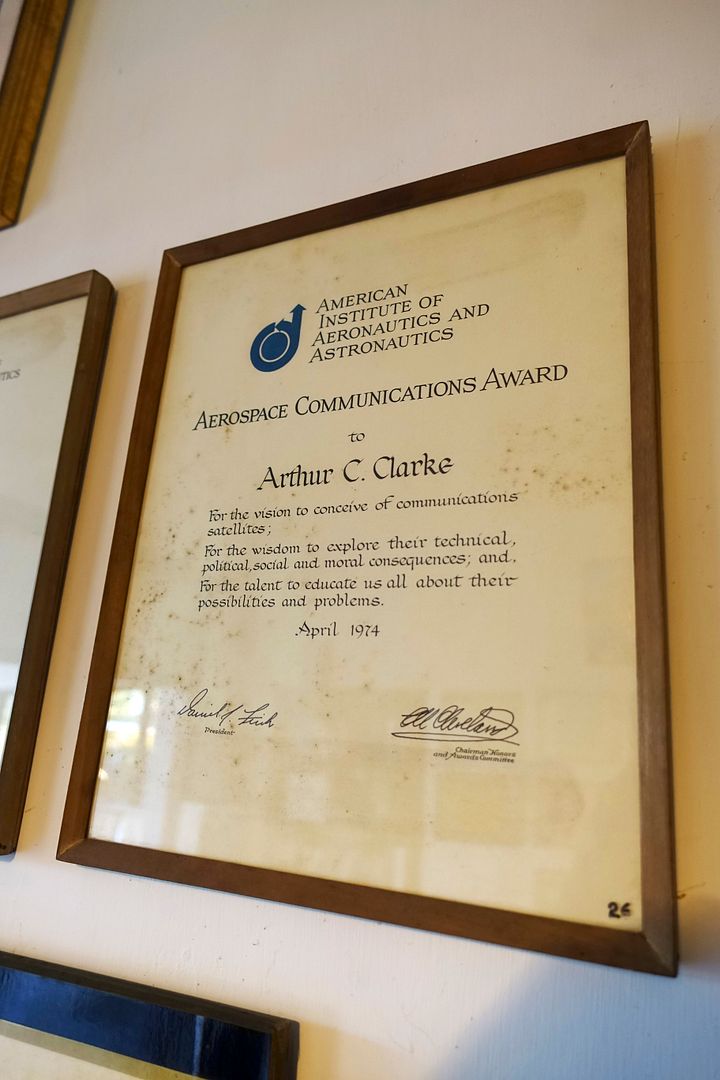 AMERICAN
INSTITUTE OF
AERONAUTICS AND
ASTRONAUTICS
AEROSPACE COMMUNICATIONS AWARD
to
Arthur C. Clarke
For the vision to conceive of communications
satellites;
For the wisdom to explore their technical,
political, social and moral consequences; and,
For the talent to educate us all about their
possibilities and problems.
April 1974
President
Chairman Honors
and Awards Committee
26